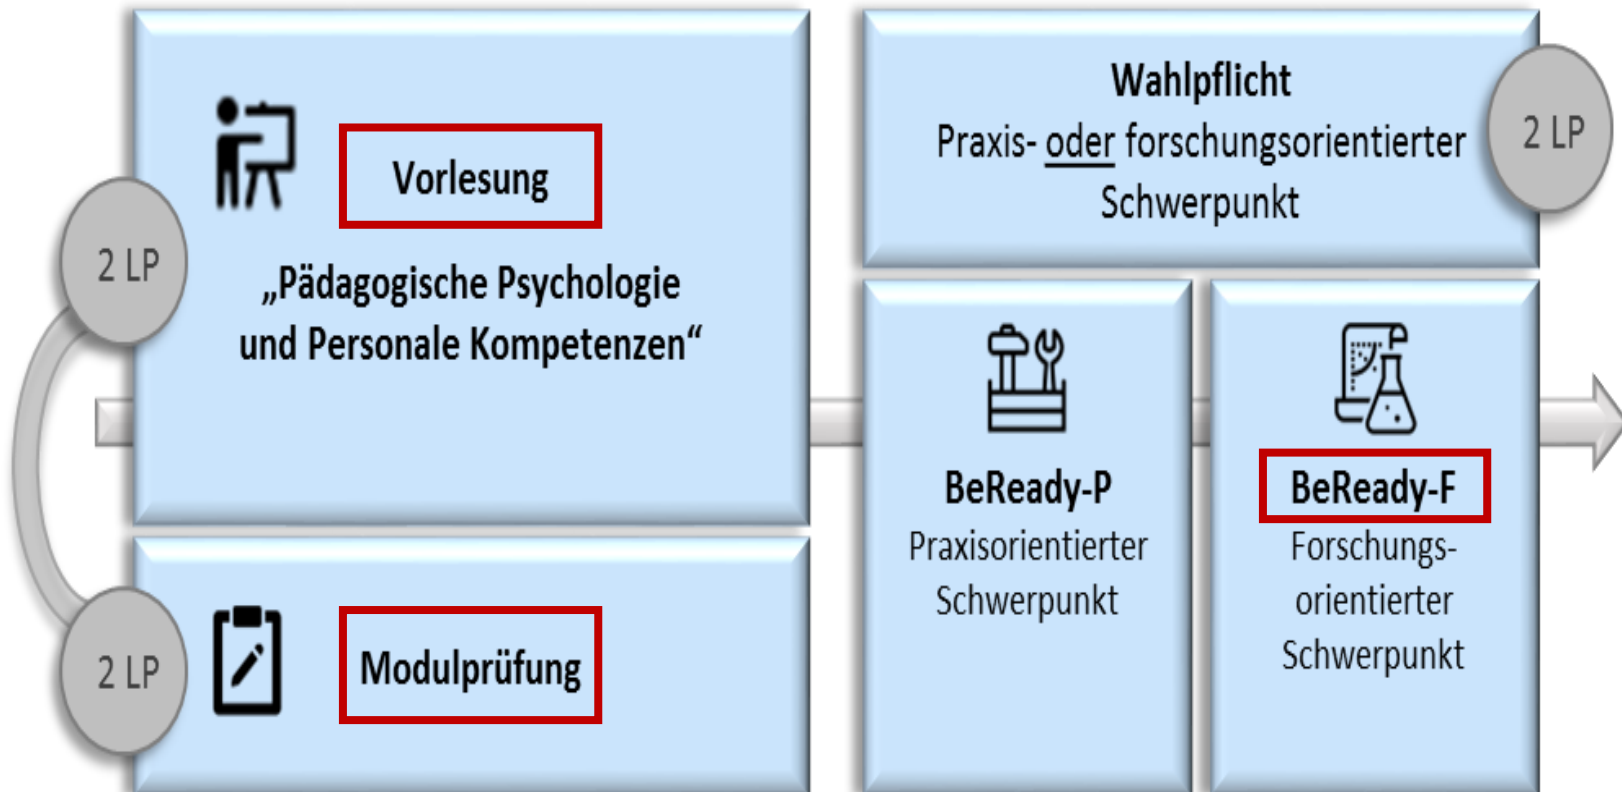 Vorlesung
„Pädagogische Psychologie
und Personale Kompetenzen“
2 LP
Modulprüfung
2 LP
Wahlpflicht
Praxis- oder forschungsorientierter
Schwerpunkt
2 LP
BeReady-P
Praxisorientierter
Schwerpunkt
BeReady-F
Forschungs-
orientierter
Schwerpunkt